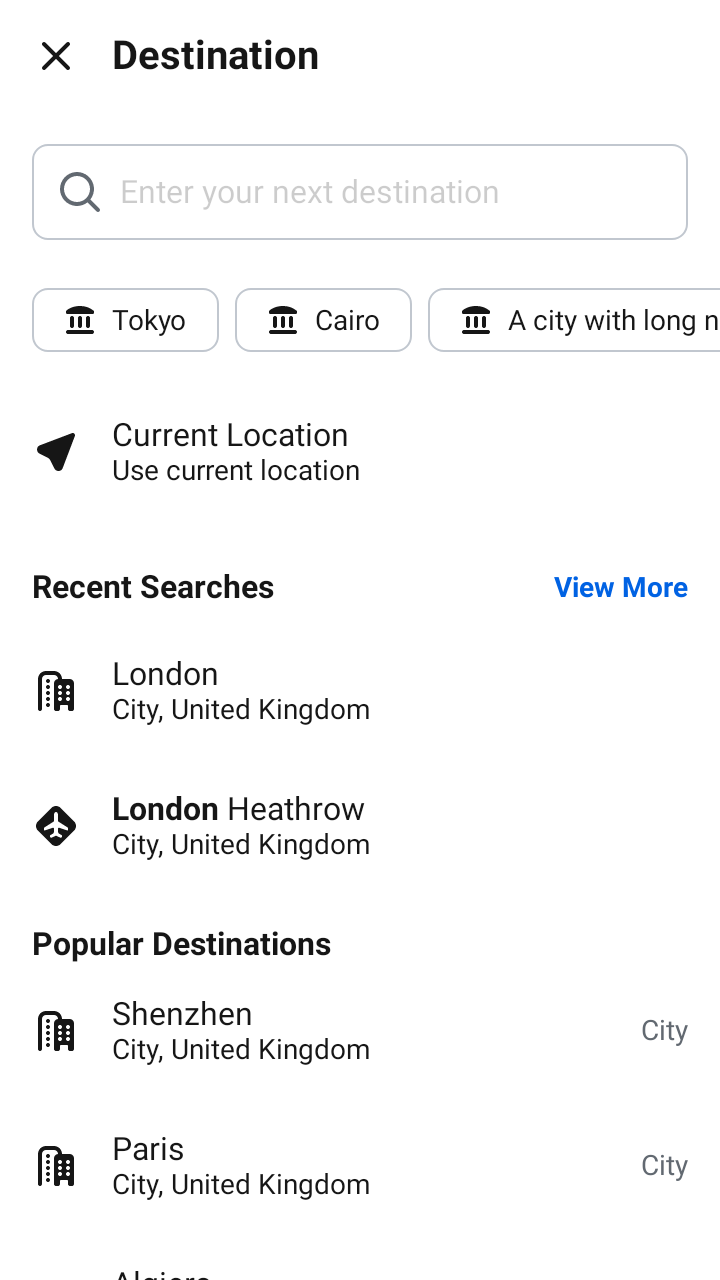 Destination
Enter your next destination
Tokyo
Cairo
A city with long n
Current Location
Use current location
Recent Searches
View More
London
City, United Kingdom
London Heathrow
City, United Kingdom
Popular Destinations
Shenzhen
City, United Kingdom
City
Paris
City, United Kingdom
City